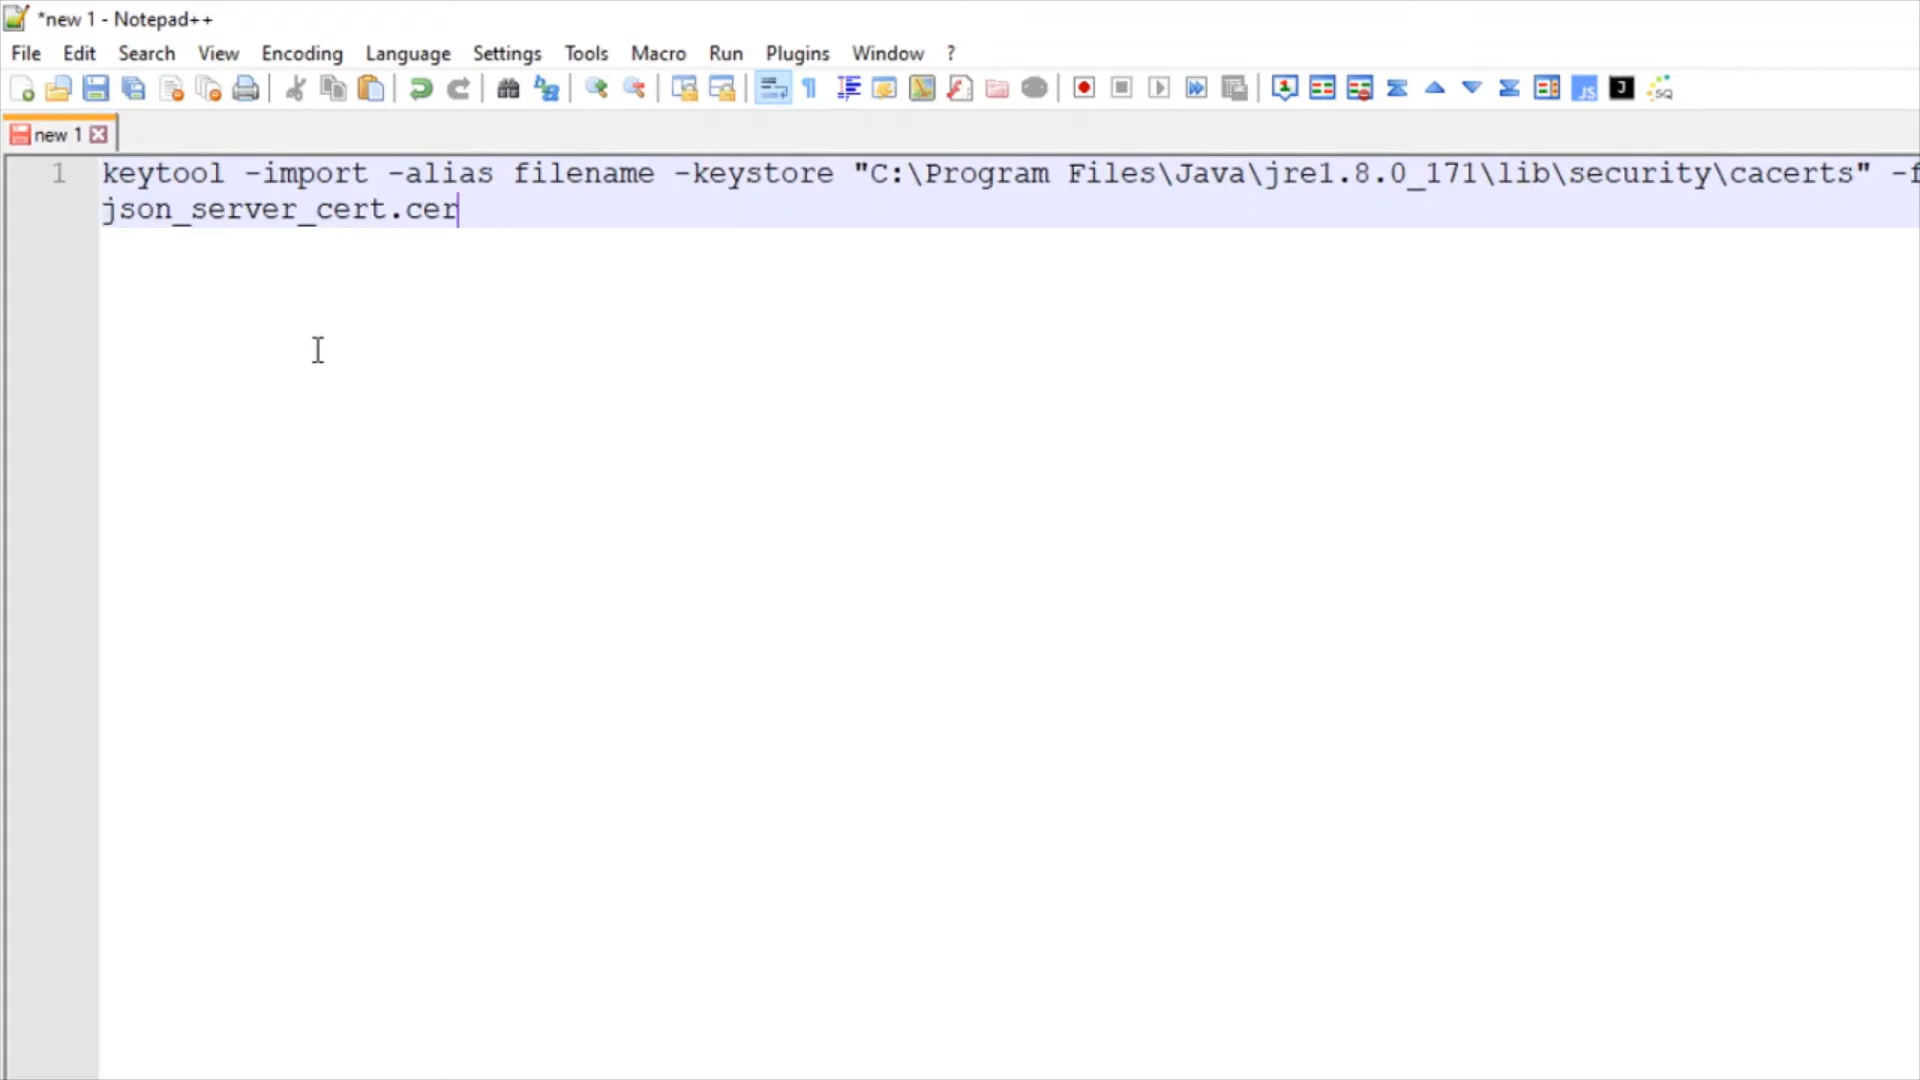 *new 1 - Notepad++
File Edit Search View Encoding Language Settings Tools Macro Run Plugins Window ?
new 1
1 keytool -import -alias filename -keystore "C:\Program Files\Java\jre1.8.0_171\lib\security\cacerts" -f
json_server_cert.cer